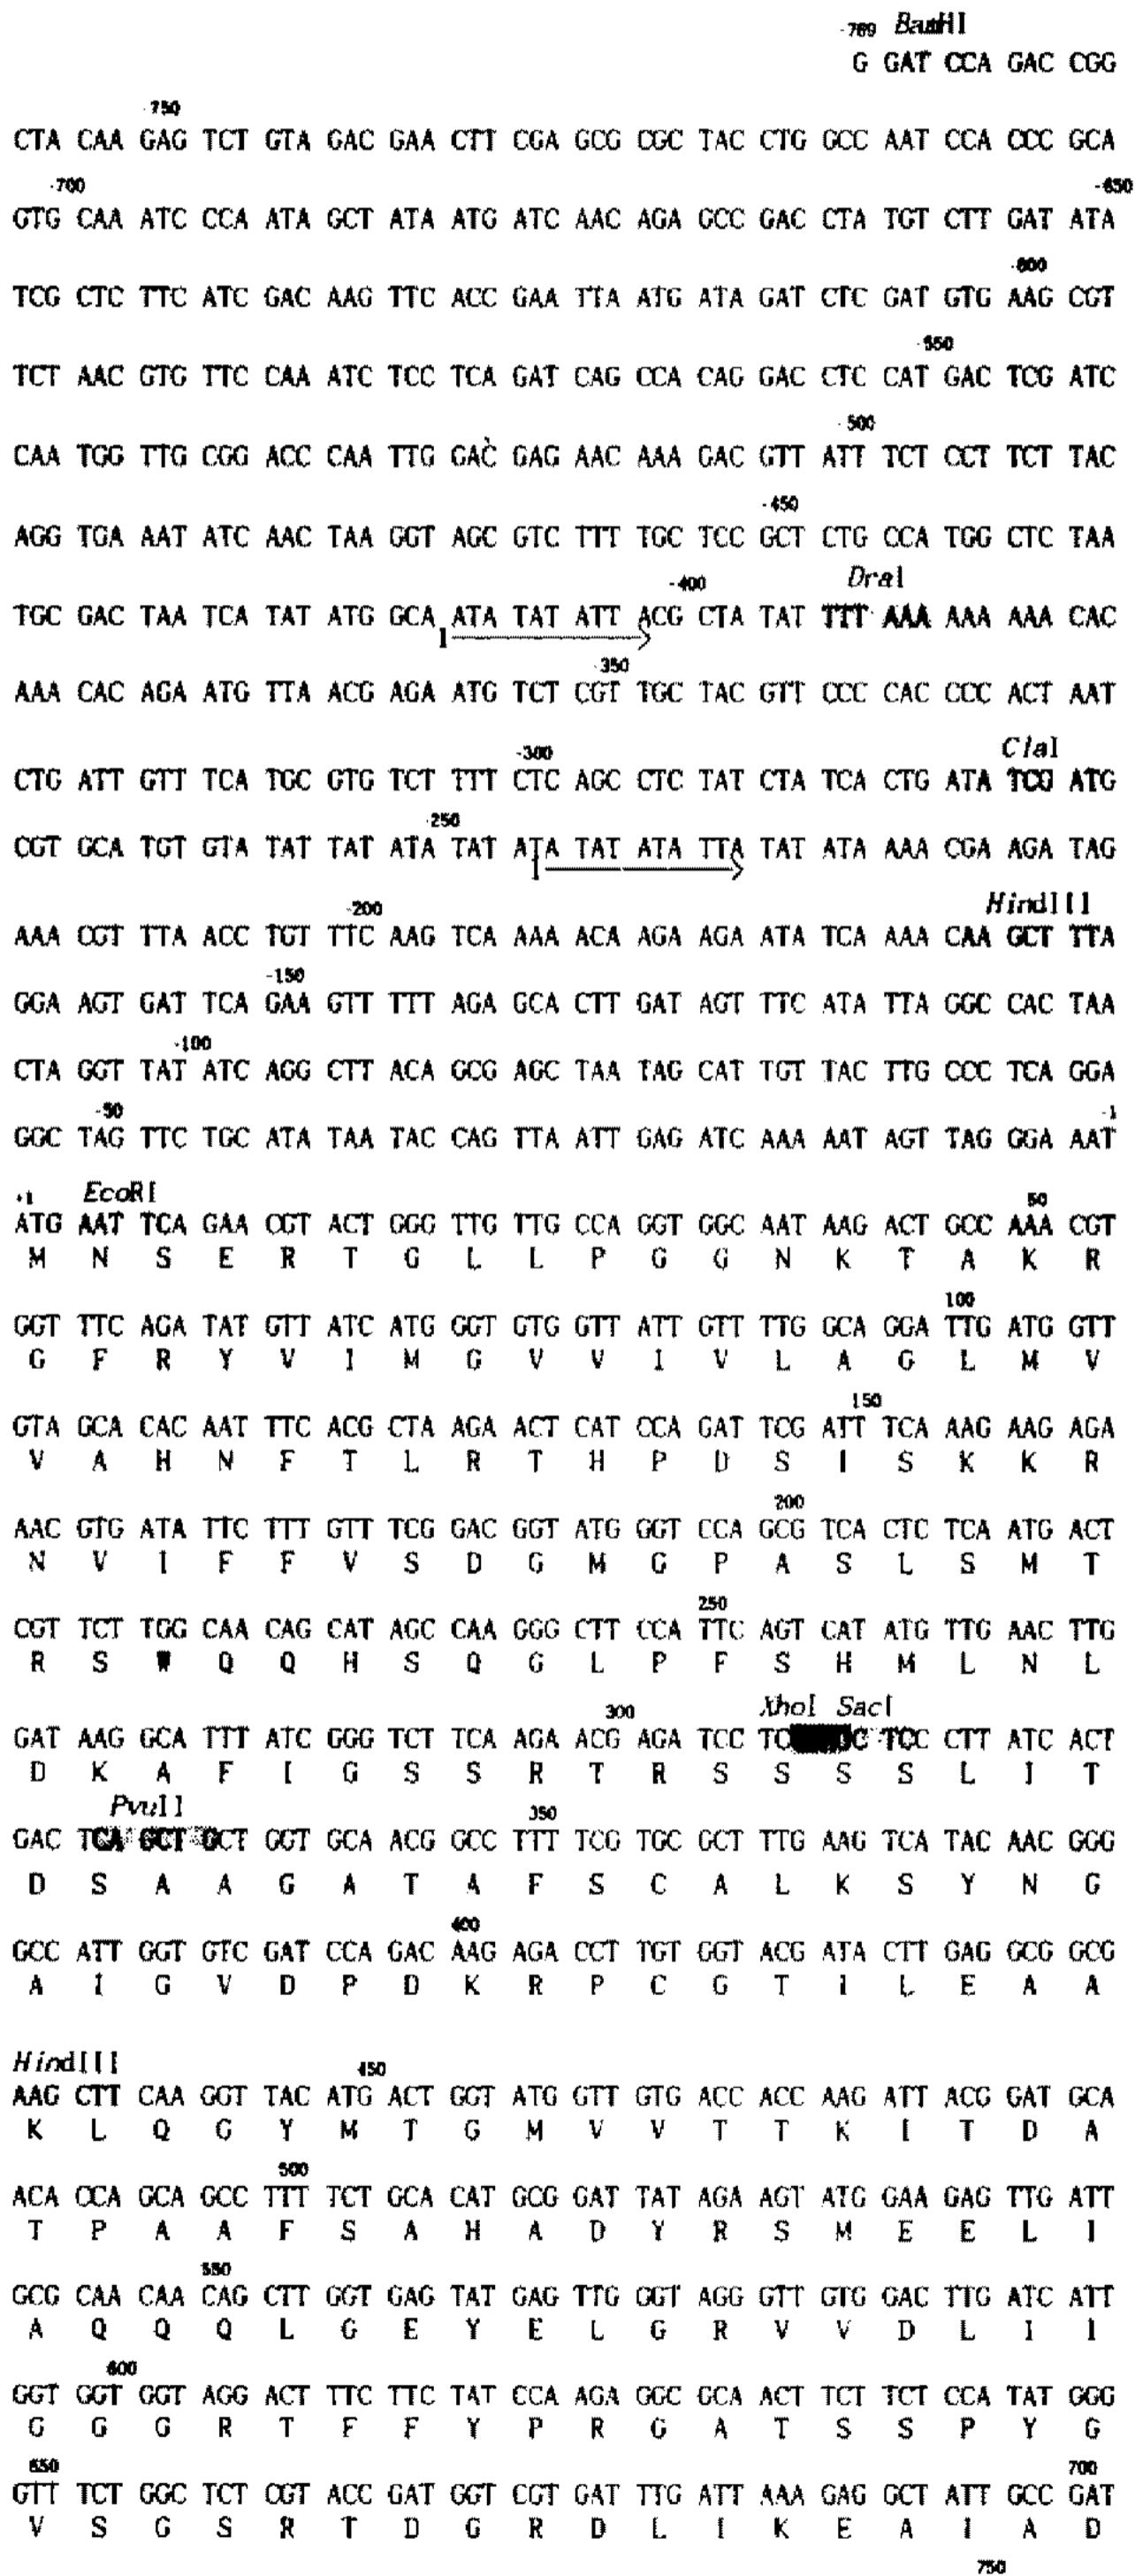 -769 BamHI
G GAT CCA GAC CGG
-750
CTA CAA GAG TCT GTA GAC GAA CTT CGA GCG CGC TAC CTG GCC AAT CCA CCC GCA
-700 -650
GTG CAA ATC CCA ATA GCT ATA ATG ATC AAC AGA GCC GAC CTA TGT CTT GAT ATA
-600
TCG CTC TTC ATC GAC AAG TTC ACC GAA TTA ATG ATA GAT CTC GAT GTG AAG CGT
-550
TCT AAC GTG TTC CAA ATC TCC TCA GAT CAG CCA CAG GAC CTC CAT GAC TCG ATC
-500
CAA TGG TTG CGG ACC CAA TTG GAC GAG AAC AAA GAC GTT ATT TCT CCT TCT TAC
-450
AGG TGA AAT ATC AAC TAA GGT AGC GTC TTT TGC TCC GCT CTG CCA TGG CTC TAA
-400 DraI
TGC GAC TAA TCA TAT ATG GCA ATA TAT ATT ACG CTA TAT TTT AAA AAA AAA CAC
I
-350
AAA CAC AGA ATG TTA ACG AGA ATG TCT CGT TGC TAC GTT CCC CAC CCC ACT AAT
-300 ClaI
CTG ATT GTT TCA TGC GTG TCT TTT CTC AGC CTC TAT CTA TCA CTG ATA TCG ATG
-250
CGT GCA TGT GTA TAT TAT ATA TAT ATA TAT ATA TTA TAT ATA AAA CGA AGA TAG
I
-200 HindIII
AAA CGT TTA ACC TGT TTC AAG TCA AAA ACA AGA AGA ATA TCA AAA CAA GCT TTA
-150
GGA AGT GAT TCA GAA GTT TTT AGA GCA CTT GAT AGT TTC ATA TTA GGC CAC TAA
-100
CTA GGT TAT ATC AGG CTT ACA GCG AGC TAA TAG CAT TGT TAC TTG CCC TCA GGA
-50 -1
GGC TAG TTC TGC ATA TAA TAC CAG TTA ATT GAG ATC AAA AAT AGT TAG GGA AAT
+1 EcoRI 50
ATG AAT TCA GAA CGT ACT GGG TTG TTG CCA GGT GGC AAT AAG ACT GCC AAA CGT
M N S E R T G L L P G G N K T A K R
100
GGT TTC AGA TAT GTT ATC ATG GGT GTG GTT ATT GTT TTG GCA GGA TTG ATG GTT
G F R Y V I M G V V I V L A G L M V
150
GTA GCA CAC AAT TTC ACG CTA AGA ACT CAT CCA GAT TCG ATT TCA AAG AAG AGA
V A H N F T L R T H P D S I S K K R
200
AAC GTG ATA TTC TTT GTT TCG GAC GGT ATG GGT CCA GCG TCA CTC TCA ATG ACT
N V I F F V S D G M G P A S L S M T
250
CGT TCT TGG CAA CAG CAT AGC CAA GGG CTT CCA TTC AGT CAT ATG TTG AAC TTG
R S W Q Q H S Q G L P F S H M L N L
300 XhoI SacI
GAT AAG GCA TTT ATC GGG TCT TCA AGA ACG AGA TCC TC C TCC CTT ATC ACT
D K A F I G S S R T R S S S S L I T
PvuII 350
GAC TCA GCT GCT GGT GCA ACG GCC TTT TCG TGC GCT TTG AAG TCA TAC AAC GGG
D S A A G A T A F S C A L K S Y N G
400
GCC ATT GGT GTC GAT CCA GAC AAG AGA CCT TGT GGT ACG ATA CTT GAG GCG GCG
A I G V D P D K R P C G T I L E A A
HindIII 450
AAG CTT CAA GGT TAC ATG ACT GGT ATG GTT GTG ACC ACC AAG ATT ACG GAT GCA
K L Q G Y M T G M V V T T K I T D A
500
ACA CCA GCA GCC TTT TCT GCA CAT GCG GAT TAT AGA AGT ATG GAA GAG TTG ATT
T P A A F S A H A D Y R S M E E L I
550
GCG CAA CAA CAG CTT GGT GAG TAT GAG TTG GGT AGG GTT GTG GAC TTG ATC ATT
A Q Q Q L G E Y E L G R V V D L I I
600
GGT GGT GGT AGG ACT TTC TTC TAT CCA AGA GGC GCA ACT TCT TCT CCA TAT GGG
G G G R T F F Y P R G A T S S P Y G
650 700
GTT TCT GGC TCT CGT ACC GAT GGT CGT GAT TTG ATT AAA GAG GCT ATT GCC GAT
V S G S R T D G R D L I K E A I A D
750